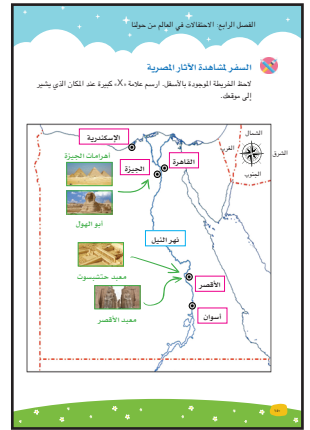 الفصل الرابع: الاحتفالات في العالم من حولنا
السفر لمشاهدة الآثار المصرية
لاحظ الخريطة الموجودة بالأسفل. ارسم علامة «X» كبيرة عند المكان الذي يشير
إلى موقعك.
الشمال
الشرق
الغرب
الجنوب
الإسكندرية
أهرامات الجيزة
القاهرة
الجيزة
أبو الهول
نهر النيل
معبد حتشبسوت
الأقصر
معبد الأقصر
أسوان